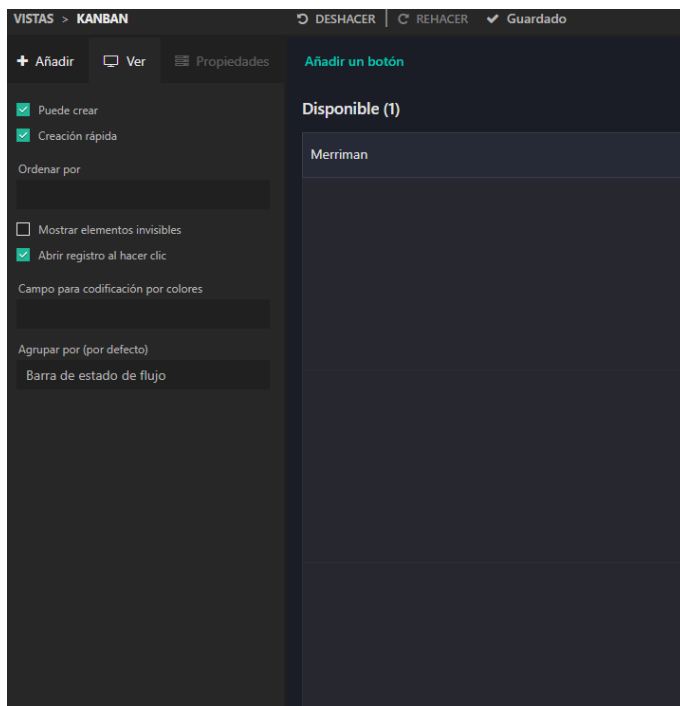 VISTAS > KANBAN
DESHACER | REHACER Guardado
Añadir Ver Propiedades
Añadir un botón
Puede crear
Creación rápida
Ordenar por
Mostrar elementos invisibles
Abrir registro al hacer clic
Campo para codificación por colores
Agrupar por (por defecto)
Barra de estado de flujo
Disponible (1)
Merriman